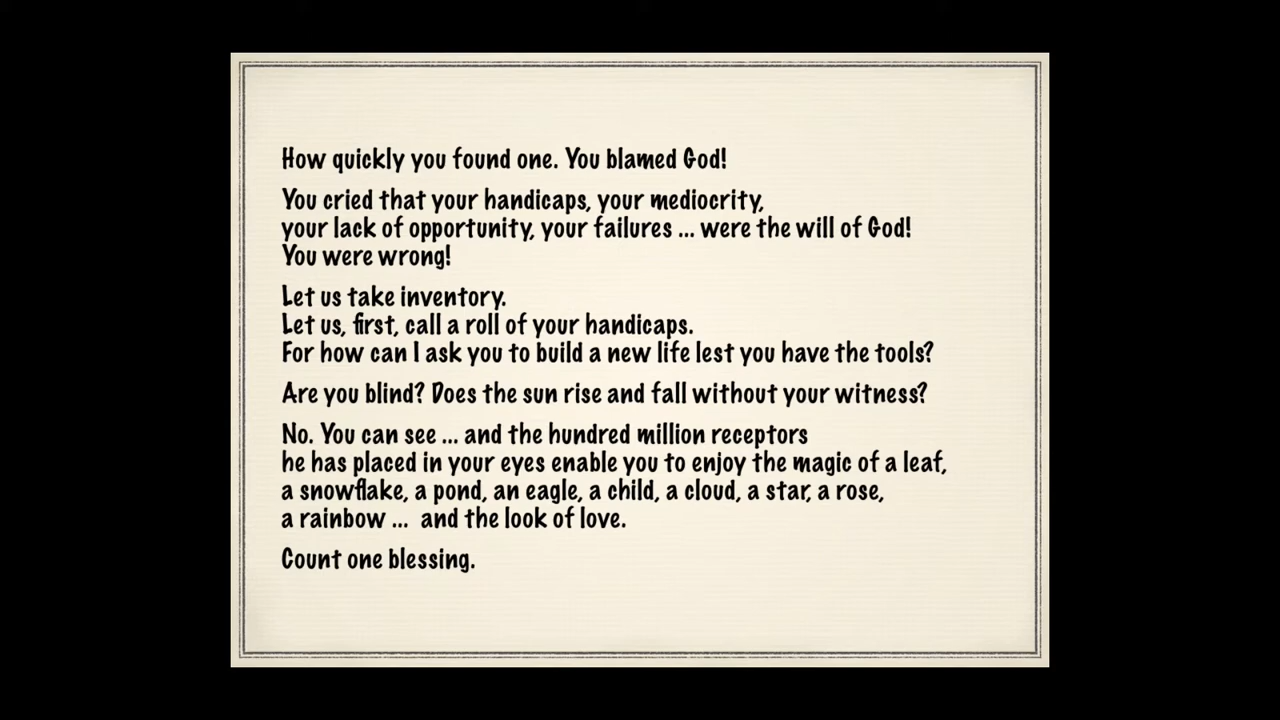 How quickly you found one. You blamed God!
You cried that your handicaps, your mediocrity,
your lack of opportunity, your failures ... were the will of God!
You were wrong!
Let us take inventory.
Let us, first, call a roll of your handicaps.
For how can I ask you to build a new life lest you have the tools?
Are you blind? Does the sun rise and fall without your witness?
No. You can see ... and the hundred million receptors
he has placed in your eyes enable you to enjoy the magic of a leaf,
a snowflake, a pond, an eagle, a child, a cloud, a star, a rose,
a rainbow ... and the look of love.
Count one blessing.